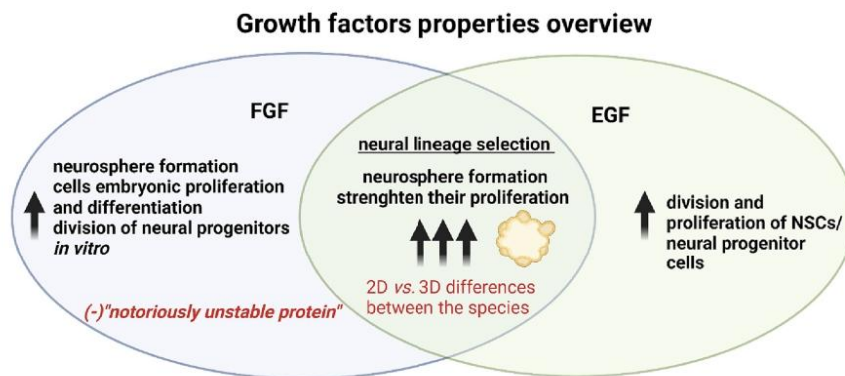 Growth factors properties overview
FGF
neurosphere formation
cells embryonic proliferation
and differentiation
division of neural progenitors
in vitro
(-)"notoriously unstable protein"
neural lineage selection
neurosphere formation
strenghten their proliferation
2D vs. 3D differences
between the species
EGF
division and
proliferation of NSCs/
neural progenitor
cells